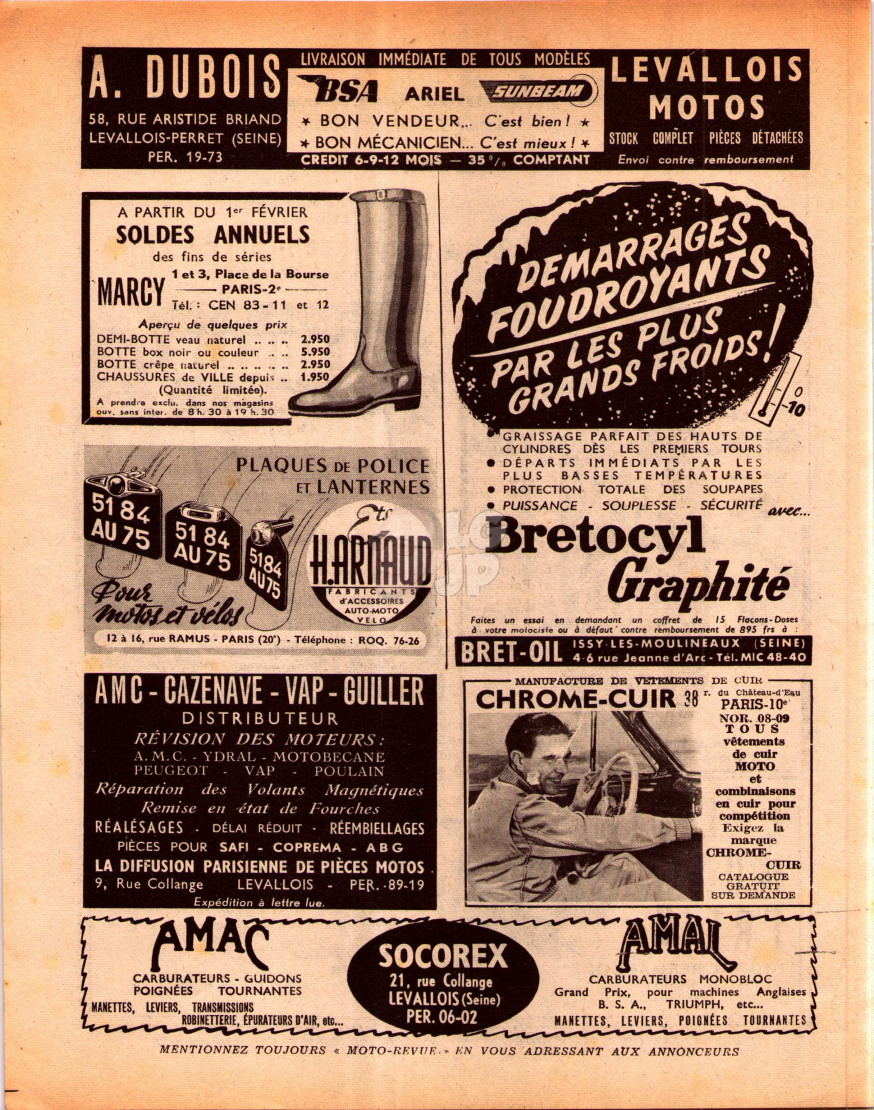 A. DUBOIS
58, RUE ARISTIDE BRIAND
LEVALLOIS-PERRET (SEINE)
PER. 19-73
LIVRAISON IMMÉDIATE DE TOUS MODÈLES
BSA ARIEL SUNBEAM
★ BON VENDEUR... C'est bien ! ★
★ BON MÉCANICIEN... C'est mieux ! ★
CREDIT 6-9-12 MOIS — 35 % COMPTANT
LEVALLOIS
MOTOS
STOCK COMPLET PIÈCES DÉTACHÉES
Envoi contre remboursement
A PARTIR DU 1er FÉVRIER
SOLDES ANNUELS
des fins de séries
MARCY
1 et 3, Place de la Bourse
PARIS-2e
Tél. : CEN 83-11 et 12
Aperçu de quelques prix
DEMI-BOTTE veau naturel .. .. .. 2.950
BOTTE box noir ou couleur .. .. 5.950
BOTTE crêpe naturel .. .. .. .. .. 2.950
CHAUSSURES de VILLE depuis .. 1.950
(Quantité limitée).
A prendre exclu. dans nos magasins
ouv. sans inter. de 8 h. 30 à 19 h. 30
DEMARRAGES
FOUDROYANTS
PAR LES PLUS
GRANDS FROIDS !
0
-10
• GRAISSAGE PARFAIT DES HAUTS DE
CYLINDRES DÈS LES PREMIERS TOURS
• DÉPARTS IMMÉDIATS PAR LES
PLUS BASSES TEMPÉRATURES
• PROTECTION TOTALE DES SOUPAPES
• PUISSANCE - SOUPLESSE - SÉCURITÉ
avec...
Bretocyl
Graphité
Faites un essai en demandant un coffret de 15 Flacons-Doses
à votre motociste ou à défaut contre remboursement de 895 frs à :
BRET-OIL
ISSY-LES-MOULINEAUX (SEINE)
4-6 rue Jeanne d'Arc - Tél. MIC 48-40
PLAQUES DE POLICE
ET LANTERNES
51 84
AU 75
51 84
AU 75
5184
AU75
Pour
motos et vélos
Ets
H.ARNAUD
FABRICANTS
d'ACCESSOIRES
AUTO-MOTO
VELO
12 à 16, rue RAMUS - PARIS (20e) - Téléphone : ROQ. 76-26
AMC - CAZENAVE - VAP - GUILLER
DISTRIBUTEUR
RÉVISION DES MOTEURS :
A.M.C. - YDRAL - MOTOBECANE
PEUGEOT - VAP - POULAIN
Réparation des Volants Magnétiques
Remise en état de Fourches
RÉALÉSAGES - DÉLAI RÉDUIT - RÉEMBIELLAGES
PIÈCES POUR SAFI - COPREMA - ABG
LA DIFFUSION PARISIENNE DE PIÈCES MOTOS
9, Rue Collange LEVALLOIS - PER. 89-19
Expédition à lettre lue.
MANUFACTURE DE VETEMENTS DE CUIR
CHROME-CUIR 38 r. du Château-d'Eau
PARIS-10e
NOR. 08-09
TOUS
vêtements
de cuir
MOTO
et
combinaisons
en cuir pour
compétition
Exigez la
marque
CHROME-
CUIR
CATALOGUE
GRATUIT
SUR DEMANDE
AMAC
CARBURATEURS - GUIDONS
POIGNÉES TOURNANTES
MANETTES, LEVIERS, TRANSMISSIONS
ROBINETTERIE, ÉPURATEURS D'AIR, etc...
SOCOREX
21, rue Collange
LEVALLOIS (Seine)
PER. 06-02
AMAL
CARBURATEURS MONOBLOC
Grand Prix, pour machines Anglaises
B. S. A., TRIUMPH, etc...
MANETTES, LEVIERS, POIGNÉES TOURNANTES
MENTIONNEZ TOUJOURS « MOTO-REVUE » EN VOUS ADRESSANT AUX ANNONCEURS